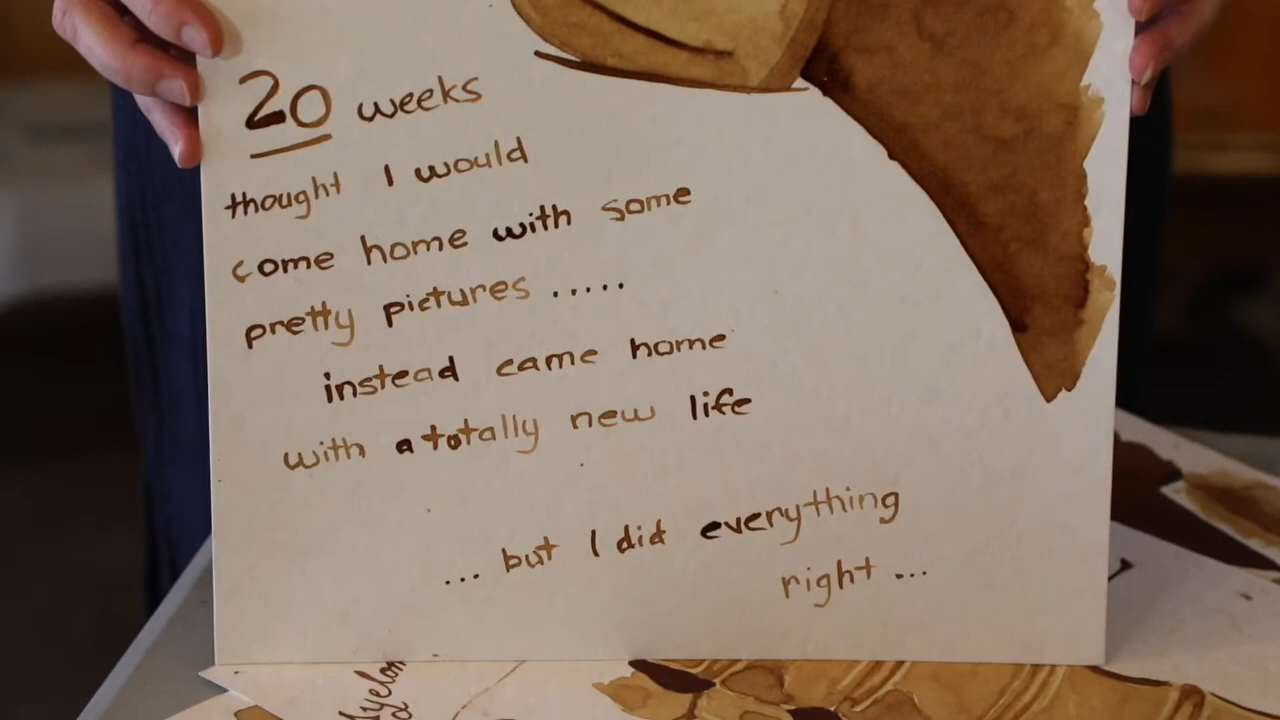 20 weeks
thought I would
come home with some
pretty pictures .....
instead came home
with a totally new life
... but I did everything
right ...